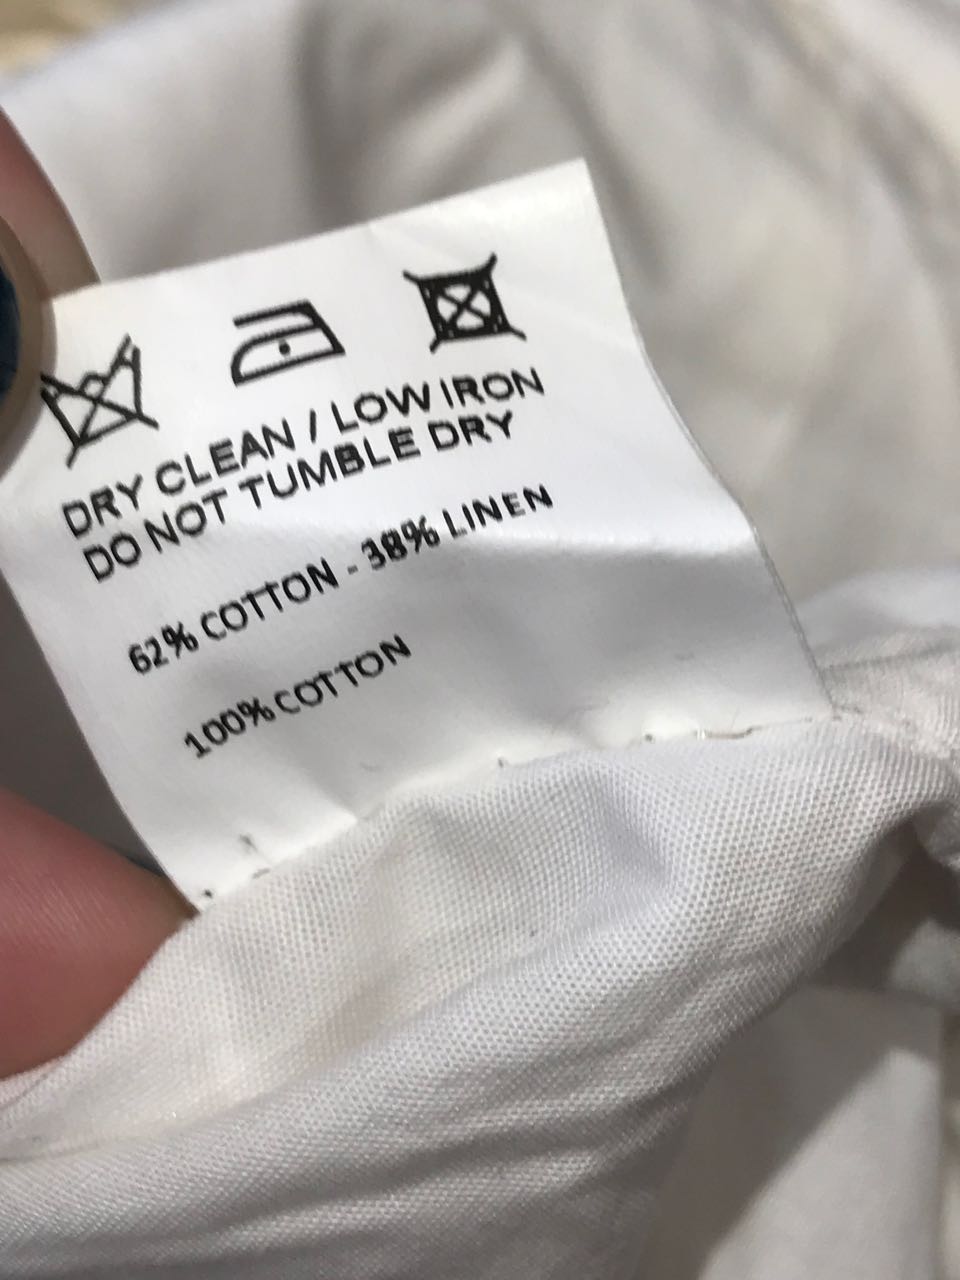 DRY CLEAN / LOW IRON
DO NOT TUMBLE DRY
62% COTTON - 38% LINEN
100% COTTON